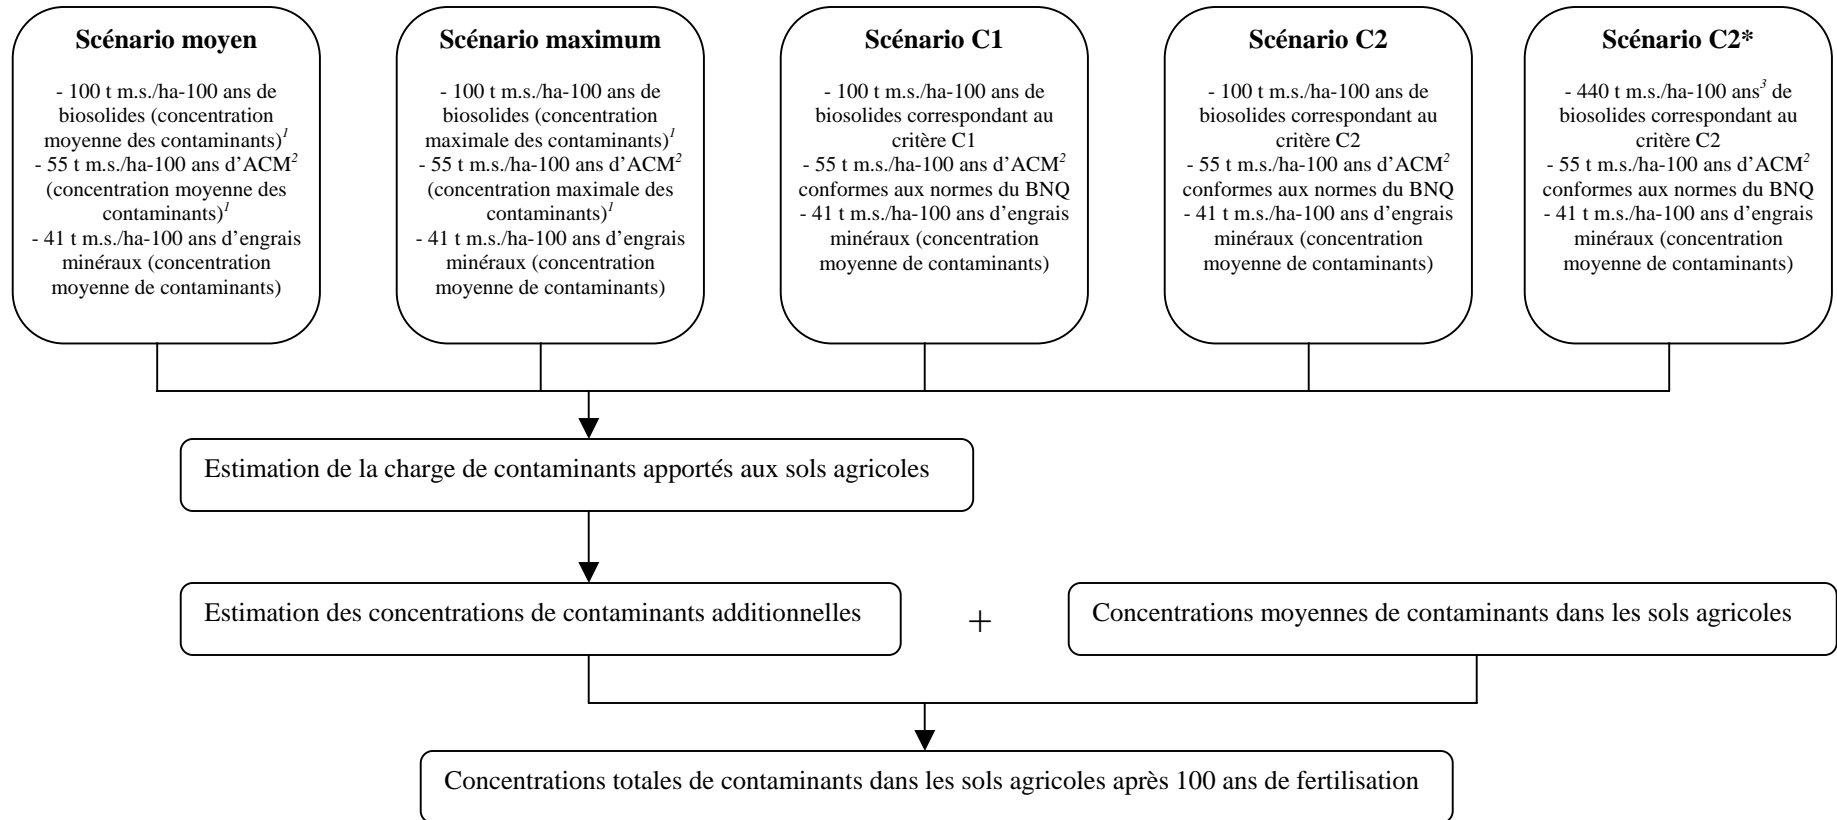 Scénario moyen
- 100 t m.s./ha-100 ans de
biosolides (concentration
moyenne des contaminants)¹
- 55 t m.s./ha-100 ans d'ACM²
(concentration moyenne des
contaminants)¹
- 41 t m.s./ha-100 ans d'engrais
minéraux (concentration
moyenne de contaminants)
Scénario maximum
- 100 t m.s./ha-100 ans de
biosolides (concentration
maximale des contaminants)¹
- 55 t m.s./ha-100 ans d'ACM²
(concentration maximale des
contaminants)¹
- 41 t m.s./ha-100 ans d'engrais
minéraux (concentration
moyenne de contaminants)
Scénario C1
- 100 t m.s./ha-100 ans de
biosolides correspondant au
critère C1
- 55 t m.s./ha-100 ans d'ACM²
conformes aux normes du BNQ
- 41 t m.s./ha-100 ans d'engrais
minéraux (concentration
moyenne de contaminants)
Scénario C2
- 100 t m.s./ha-100 ans de
biosolides correspondant au
critère C2
- 55 t m.s./ha-100 ans d'ACM²
conformes aux normes du BNQ
- 41 t m.s./ha-100 ans d'engrais
minéraux (concentration
moyenne de contaminants)
Scénario C2*
- 440 t m.s./ha-100 ans³ de
biosolides correspondant au
critère C2
- 55 t m.s./ha-100 ans d'ACM²
conformes aux normes du BNQ
- 41 t m.s./ha-100 ans d'engrais
minéraux (concentration
moyenne de contaminants)
Estimation de la charge de contaminants apportés aux sols agricoles
Estimation des concentrations de contaminants additionnelles
+
Concentrations moyennes de contaminants dans les sols agricoles
Concentrations totales de contaminants dans les sols agricoles après 100 ans de fertilisation